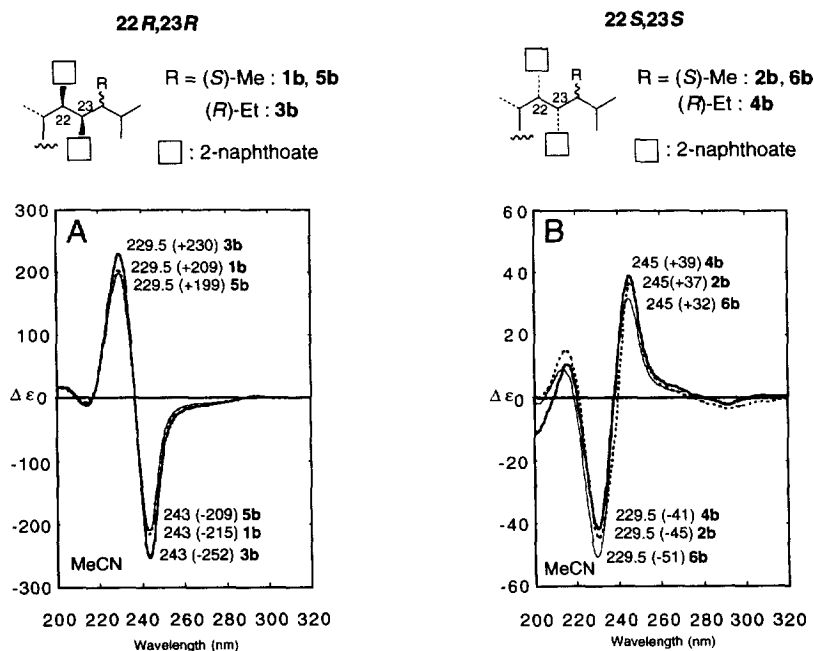 22R,23R
R
23
22
R = (S)-Me : 1b, 5b
(R)-Et : 3b
: 2-naphthoate
A
300
200
100
Δ ε 0
-100
-200
-300
229.5 (+230) 3b
229.5 (+209) 1b
229.5 (+199) 5b
243 (-209) 5b
243 (-215) 1b
243 (-252) 3b
MeCN
200 220 240 260 280 300 320
Wavelength (nm)
22S,23S
R
23
22
R = (S)-Me : 2b, 6b
(R)-Et : 4b
: 2-naphthoate
B
60
40
20
Δ ε 0
-20
-40
-60
245 (+39) 4b
245(+37) 2b
245 (+32) 6b
229.5 (-41) 4b
229.5 (-45) 2b
229.5 (-51) 6b
MeCN
200 220 240 260 280 300 320
Wavelength (nm)